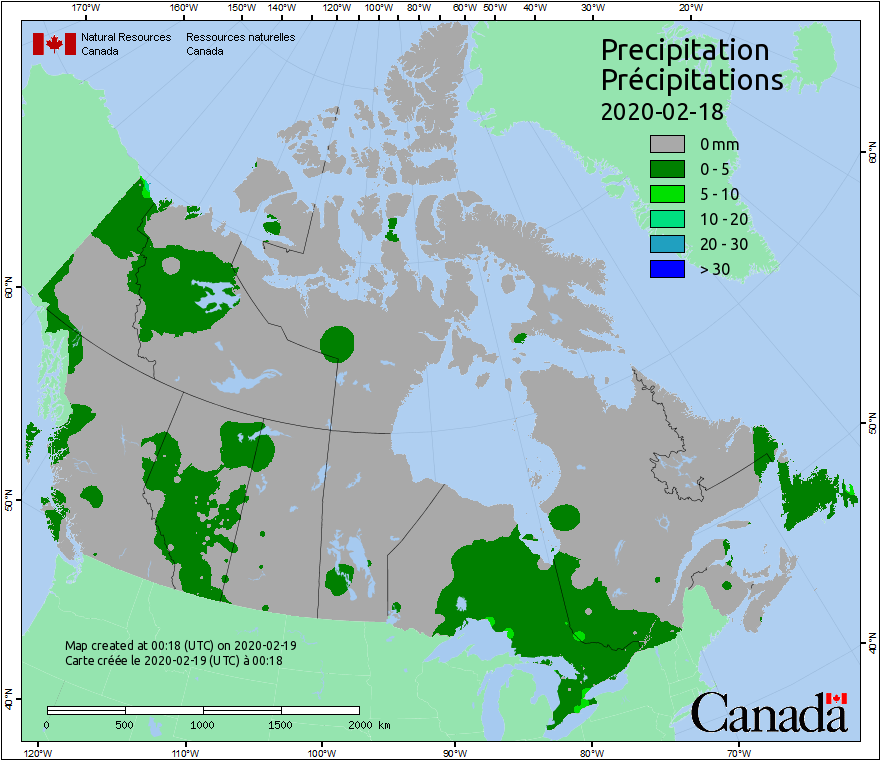 170°W 160°W 150°W 140°W 120°W 100°W 80°W 60°W 50°W 40°W 30°W 20°W
Natural Resources Ressources naturelles
Canada Canada
Precipitation
Précipitations
2020-02-18
0 mm
0 - 5
5 - 10
10 - 20
20 - 30
> 30
60°N
60°N
50°N
50°N
40°N
40°N
Map created at 00:18 (UTC) on 2020-02-19
Carte créée le 2020-02-19 (UTC) à 00:18
0 500 1000 1500 2000 km
Canada
120°W 110°W 100°W 90°W 80°W 70°W